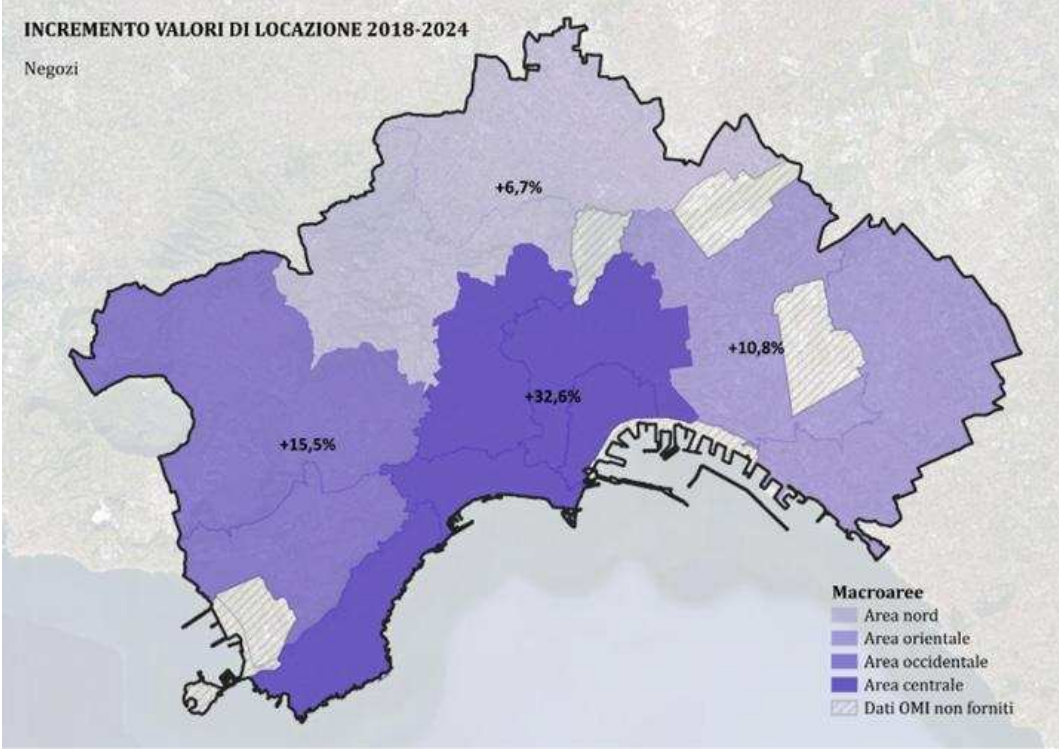 INCREMENTO VALORI DI LOCAZIONE 2018-2024
Negozi
+6,7%
+10,8%
+32,6%
+15,5%
Macroaree
Area nord
Area orientale
Area occidentale
Area centrale
Dati OMI non forniti